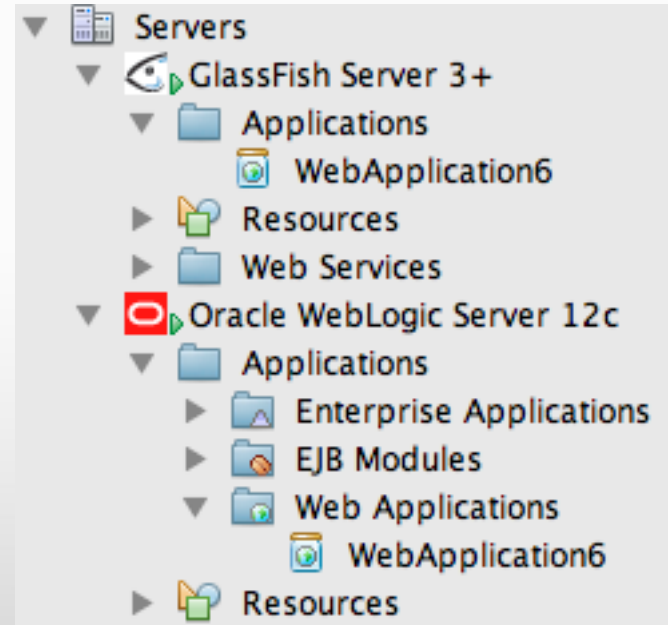 Servers
GlassFish Server 3+
Applications
WebApplication6
Resources
Web Services
Oracle WebLogic Server 12c
Applications
Enterprise Applications
EJB Modules
Web Applications
WebApplication6
Resources